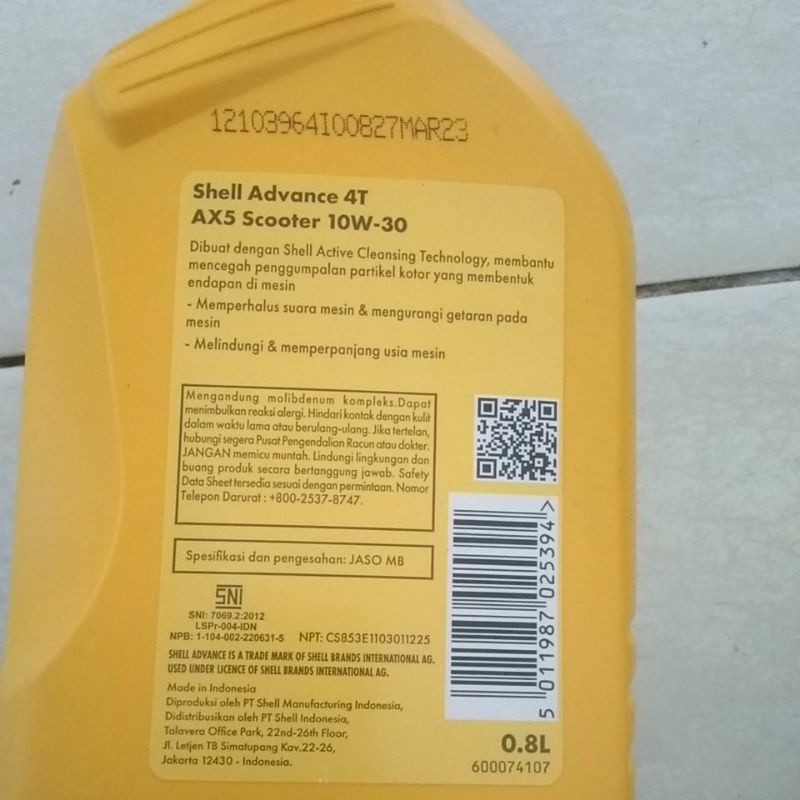 12103964I00827MAR23
Shell Advance 4T
AX5 Scooter 10W-30
Dibuat dengan Shell Active Cleansing Technology, membantu
mencegah penggumpalan partikel kotor yang membentuk
endapan di mesin
- Memperhalus suara mesin & mengurangi getaran pada
mesin
- Melindungi & memperpanjang usia mesin
Mengandung molibdenum kompleks.Dapat
menimbulkan reaksi alergi. Hindari kontak dengan kulit
dalam waktu lama atau berulang-ulang. Jika tertelan,
hubungi segera Pusat Pengendalian Racun atau dokter.
JANGAN memicu muntah. Lindungi lingkungan dan
buang produk secara bertanggung jawab. Safety
Data Sheet tersedia sesuai dengan permintaan. Nomor
Telepon Darurat : +800-2537-8747.
Spesifikasi dan pengesahan: JASO MB
SNI
SNI: 7069.2:2012
LSPr-004-IDN
NPB: 1-104-002-220631-5 NPT: CS853E1103011225
SHELL ADVANCE IS A TRADE MARK OF SHELL BRANDS INTERNATIONAL AG.
USED UNDER LICENCE OF SHELL BRANDS INTERNATIONAL AG.
Made in Indonesia
Diproduksi oleh PT Shell Manufacturing Indonesia,
Didistribusikan oleh PT Shell Indonesia,
Talavera Office Park, 22nd-26th Floor,
Jl. Letjen TB Simatupang Kav.22-26,
Jakarta 12430 - Indonesia.
5 011987 025394 >
0.8L
600074107